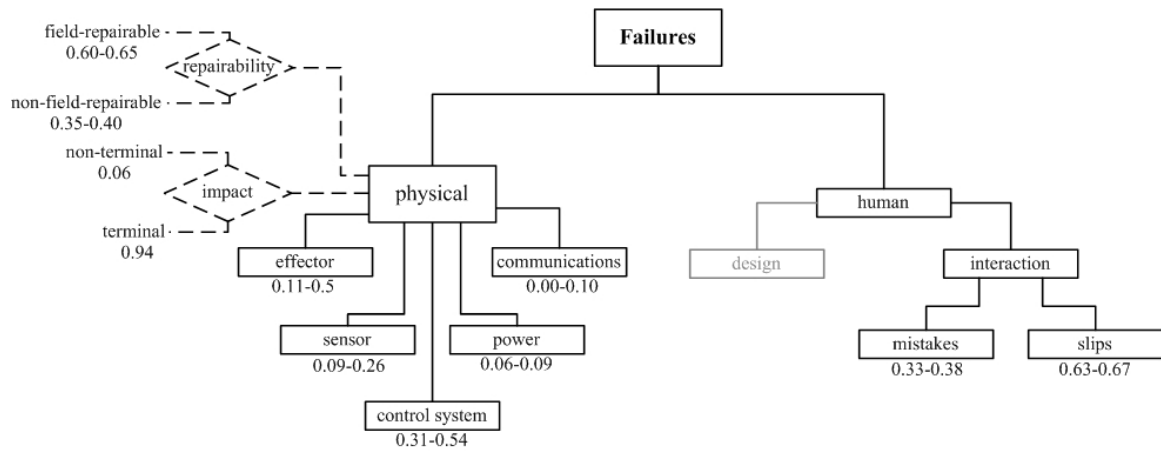 Failures
field-repairable
0.60-0.65
repairability
non-field-repairable
0.35-0.40
non-terminal
0.06
impact
terminal
0.94
physical
human
effector
0.11-0.5
communications
0.00-0.10
design
interaction
sensor
0.09-0.26
power
0.06-0.09
mistakes
0.33-0.38
slips
0.63-0.67
control system
0.31-0.54